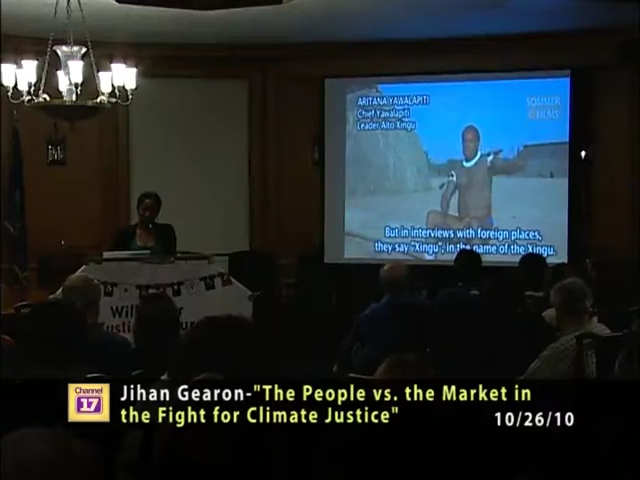 ARITANA YAWALAPITI
Chief Yawalapiti
Leader Alto Xingu
But in interviews with foreign places,
they say "Xingu", in the name of the Xingu.
Channel
17
Jihan Gearon-"The People vs. the Market in
the Fight for Climate Justice"
10/26/10